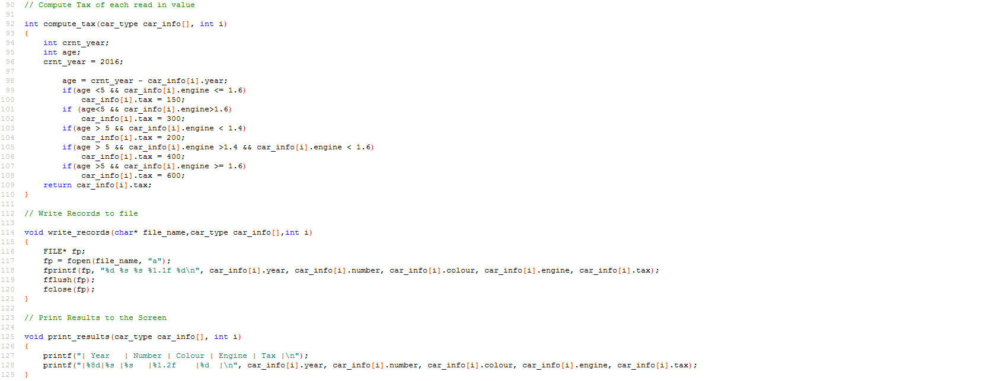 90 // Compute Tax of each read in value
91
92 int compute_tax(car_type car_info[], int i)
93 {
94     int crnt_year;
95     int age;
96     crnt_year = 2016;
97
98         age = crnt_year - car_info[i].year;
99         if(age <5 && car_info[i].engine <= 1.6)
100             car_info[i].tax = 150;
101         if (age<5 && car_info[i].engine>1.6)
102             car_info[i].tax = 300;
103         if(age > 5 && car_info[i].engine < 1.4)
104             car_info[i].tax = 200;
105         if(age > 5 && car_info[i].engine >1.4 && car_info[i].engine < 1.6)
106             car_info[i].tax = 400;
107         if(age >5 && car_info[i].engine >= 1.6)
108             car_info[i].tax = 600;
109     return car_info[i].tax;
110 }
111
112 // Write Records to file
113
114 void write_records(char* file_name,car_type car_info[],int i)
115 {
116     FILE* fp;
117     fp = fopen(file_name, "a");
118     fprintf(fp, "%d %s %s %1.1f %d\n", car_info[i].year, car_info[i].number, car_info[i].colour, car_info[i].engine, car_info[i].tax);
119     fflush(fp);
120     fclose(fp);
121 }
122
123 // Print Results to the Screen
124
125 void print_results(car_type car_info[], int i)
126 {
127     printf("| Year   | Number | Colour | Engine | Tax |\n");
128     printf("|%8d|%s |%s   |%1.2f    |%d  |\n", car_info[i].year, car_info[i].number, car_info[i].colour, car_info[i].engine, car_info[i].tax);
129 }